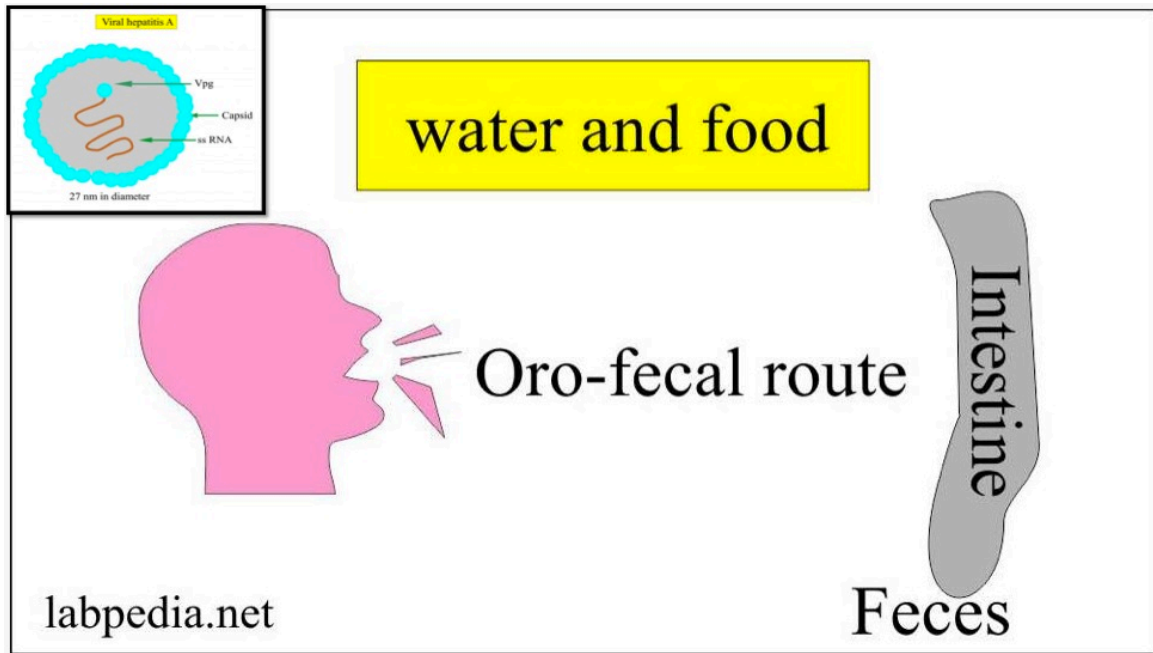 Viral hepatitis A
Vpg
Capsid
ss RNA
27 nm in diameter
water and food
Oro-fecal route
Intestine
Feces
labpedia.net